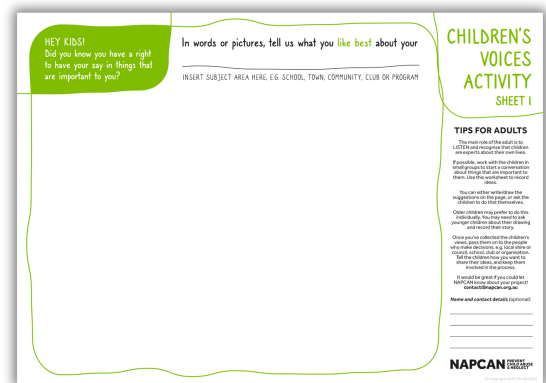 HEY KIDS!
Did you know you have a right
to have your say in things that
are important to you?
In words or pictures, tell us what you like best about your
INSERT SUBJECT AREA HERE, E.G. SCHOOL, TOWN, COMMUNITY, CLUB OR PROGRAM
CHILDREN'S
VOICES
ACTIVITY
SHEET 1
TIPS FOR ADULTS
The main role of the adult is to
LISTEN and recognise that children
are experts about their own lives.
If possible, work with the children in
small groups to start a conversation
about things that are important to
them. Use this worksheet to record
ideas.
You can either write/draw the
suggestions on the page, or ask the
children to do that themselves.
Older children may prefer to do this
individually. You may need to ask
younger children about their drawing
and record their story.
Once you've collected the children's
views, pass them on to the people
who make decisions, e.g. local shire or
council, school, club or organisation.
Tell the children how you want to
share their ideas, and keep them
involved in the process.
It would be great if you could let
NAPCAN know about your project!
contact@napcan.org.au
Name and contact details (optional):
NAPCAN PREVENT
CHILD ABUSE
& NEGLECT